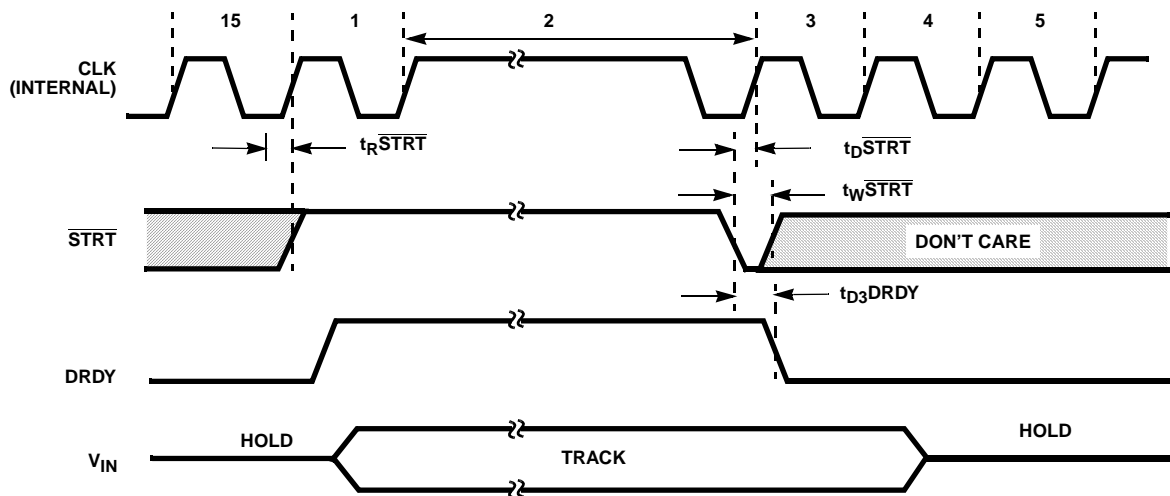 15 1 2 3 4 5
CLK
(INTERNAL)
tRSTRT tDSTRT
tWSTRT
STRT DON'T CARE
tD3DRDY
DRDY
HOLD TRACK HOLD
VIN